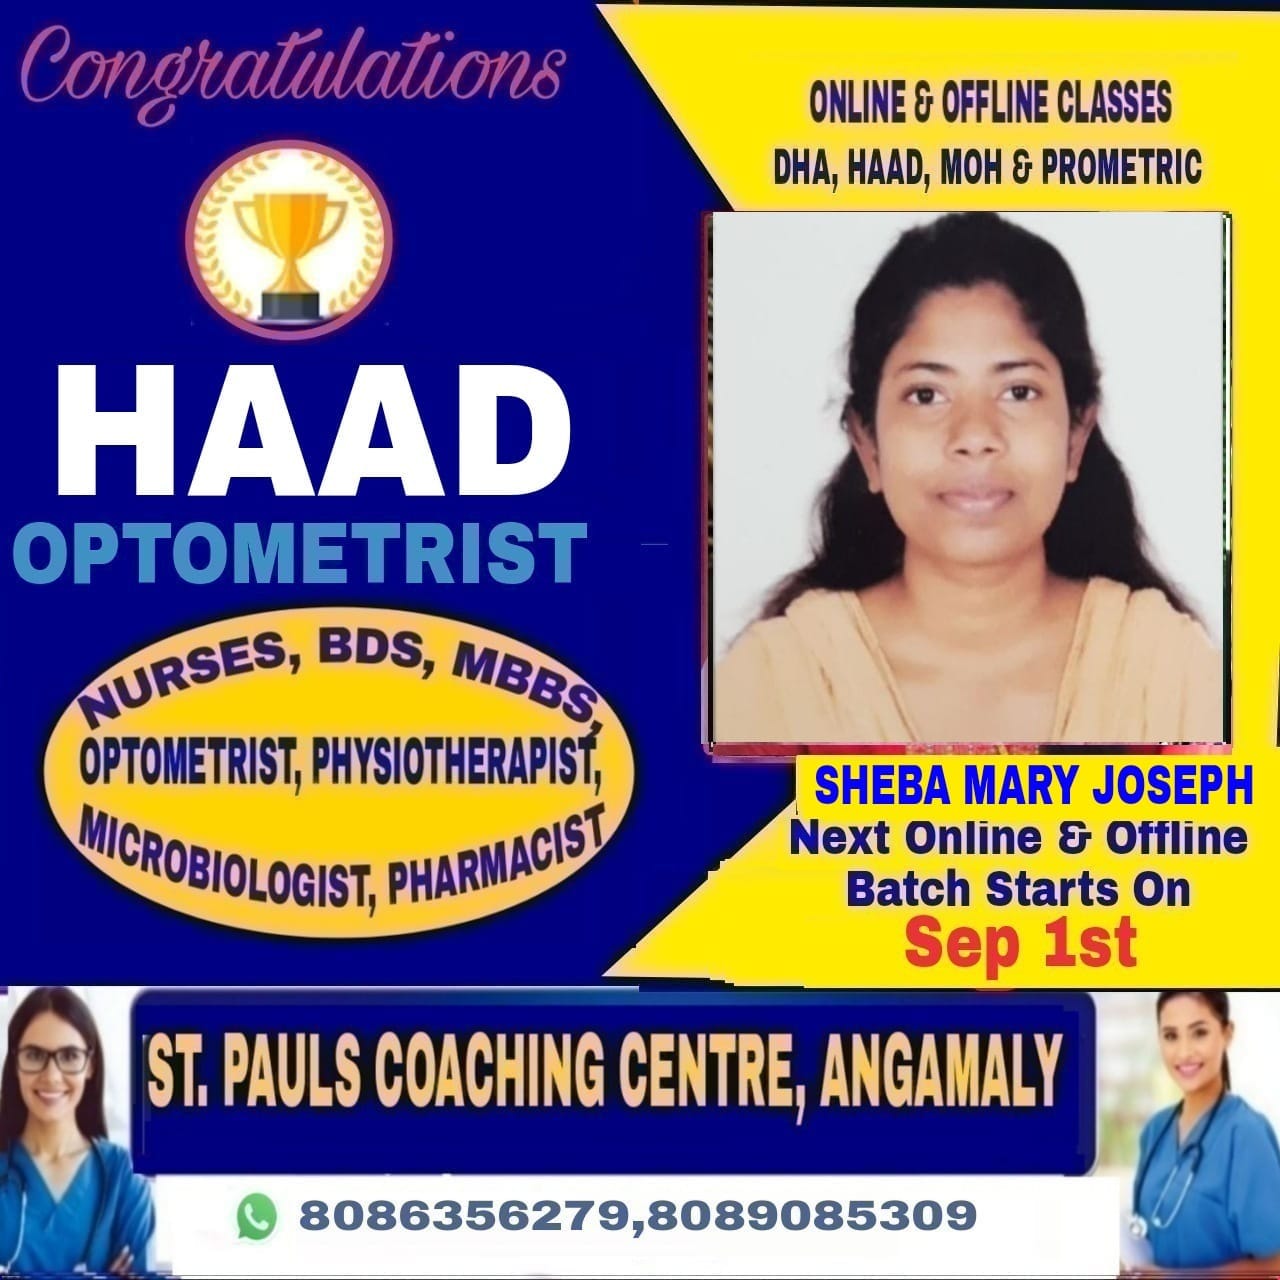 Congratulations
HAAD
OPTOMETRIST
NURSES, BDS, MBBS,
OPTOMETRIST, PHYSIOTHERAPIST,
MICROBIOLOGIST, PHARMACIST
ONLINE & OFFLINE CLASSES
DHA, HAAD, MOH & PROMETRIC
SHEBA MARY JOSEPH
Next Online & Offline
Batch Starts On
Sep 1st
ST. PAULS COACHING CENTRE, ANGAMALY
8086356279,8089085309